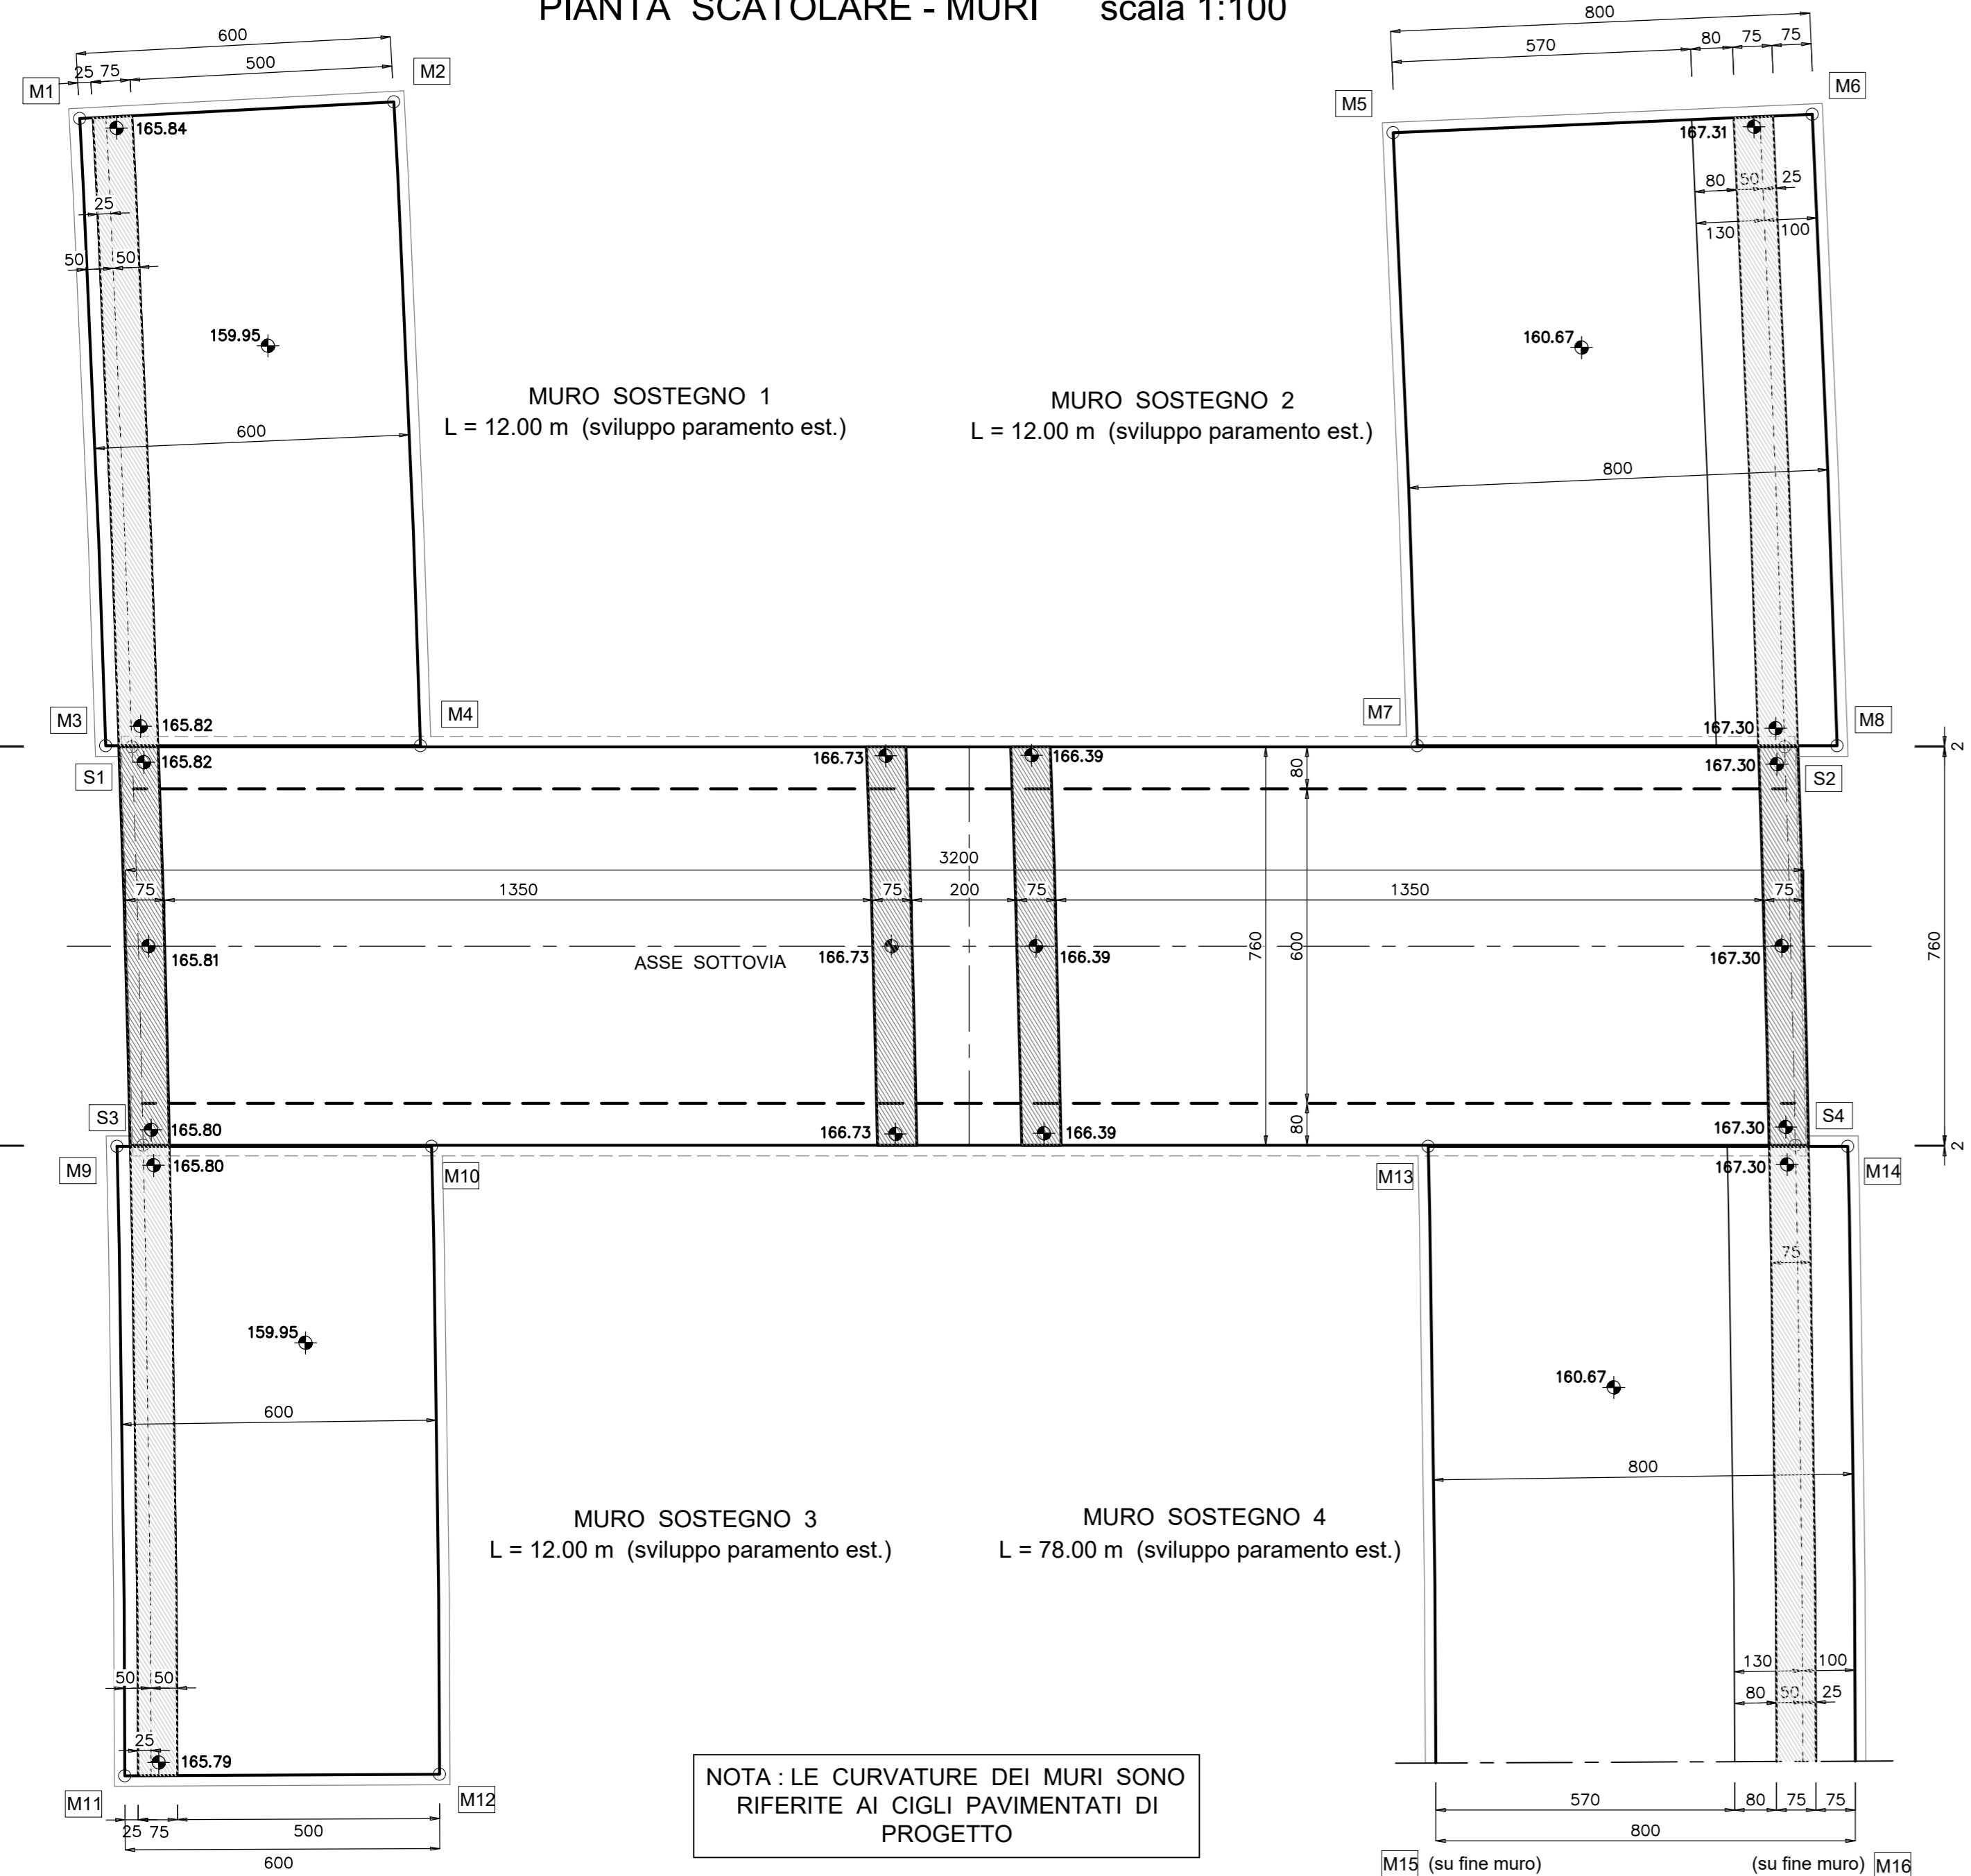 PIANTA SCATOLARE - MURI scala 1:100
600
25 75 500
M1
M2
165.84
25
50 50
159.95
600
MURO SOSTEGNO 1
L = 12.00 m (sviluppo paramento est.)
M3
M4
165.82
800
570 80 75 75
M5
M6
167.31
80 50 25
130 100
160.67
MURO SOSTEGNO 2
L = 12.00 m (sviluppo paramento est.)
800
M7
M8
167.30
2
S1
165.82
166.73
166.39
80
167.30
S2
3200
75 1350 75 200 75 1350 75
760
600
760
165.81
ASSE SOTTOVIA
166.73
166.39
167.30
S3
165.80
166.73
166.39
80
167.30
S4
2
M9
165.80
M10
M13
167.30
M14
75
159.95
600
160.67
800
MURO SOSTEGNO 3
L = 12.00 m (sviluppo paramento est.)
MURO SOSTEGNO 4
L = 78.00 m (sviluppo paramento est.)
50 50
25
165.79
M11
M12
25 75 500
600
130 100
80 50 25
570 80 75 75
800
NOTA : LE CURVATURE DEI MURI SONO
RIFERITE AI CIGLI PAVIMENTATI DI
PROGETTO
M15 (su fine muro)
(su fine muro) M16